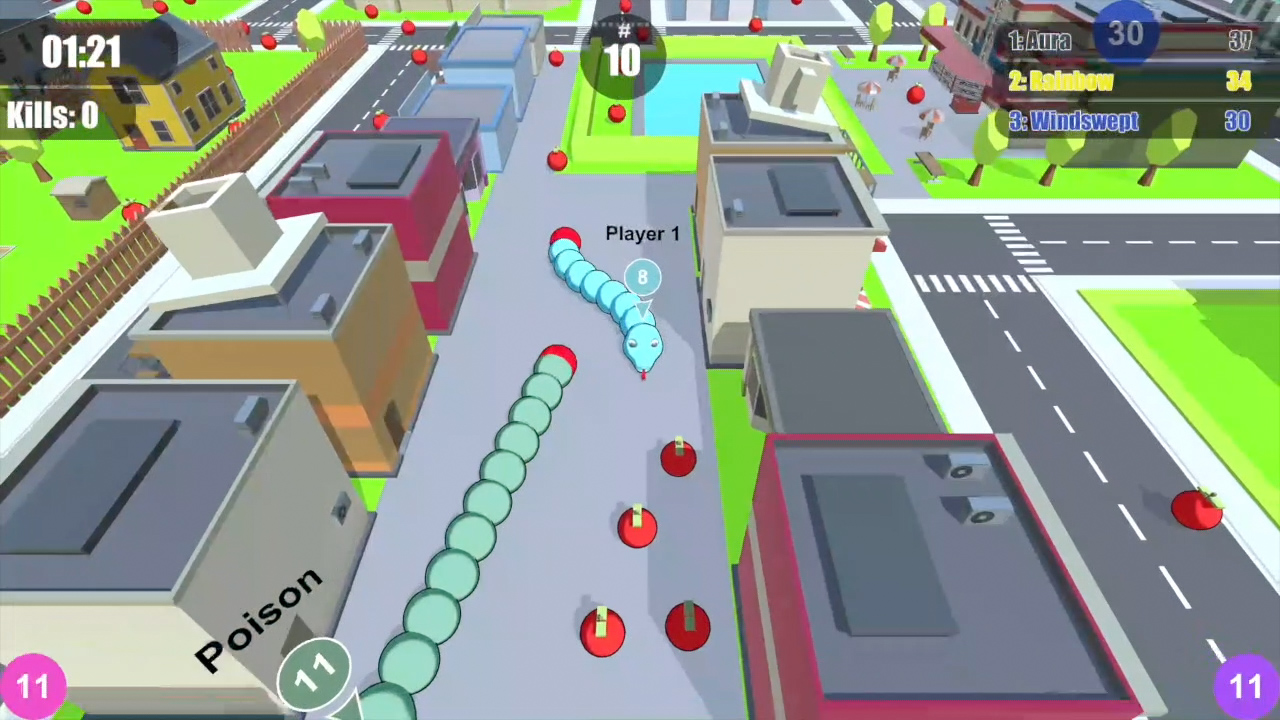 01:21
Kills: 0
#
10
30
1: Aura 37
2: Rainbow 34
3: Windswept 30
Player 1
8
Poison
11
11
11